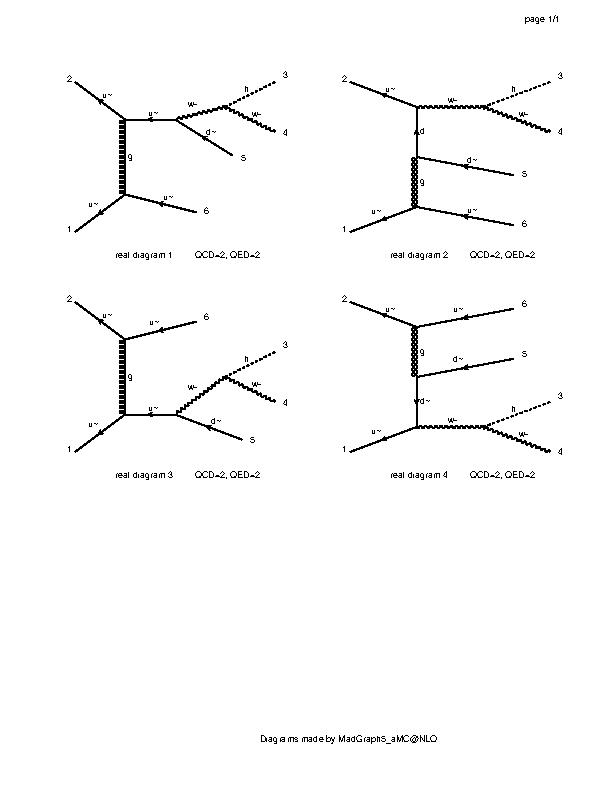 page 1/1
2 u~ u~ w- h 3
w- 4
d~ 5
g
1 u~ u~ 6
real diagram 1 QCD=2, QED=2
2 u~ w- h 3
w- 4
d
d~ 5
g
1 u~ u~ 6
real diagram 2 QCD=2, QED=2
2 u~ u~ 6
g
h 3
w- w- 4
1 u~ u~ d~ 5
real diagram 3 QCD=2, QED=2
2 u~ u~ 6
g
d~ 5
d~
h 3
1 u~ w- w- 4
real diagram 4 QCD=2, QED=2
Diagrams made by MadGraph5_aMC@NLO